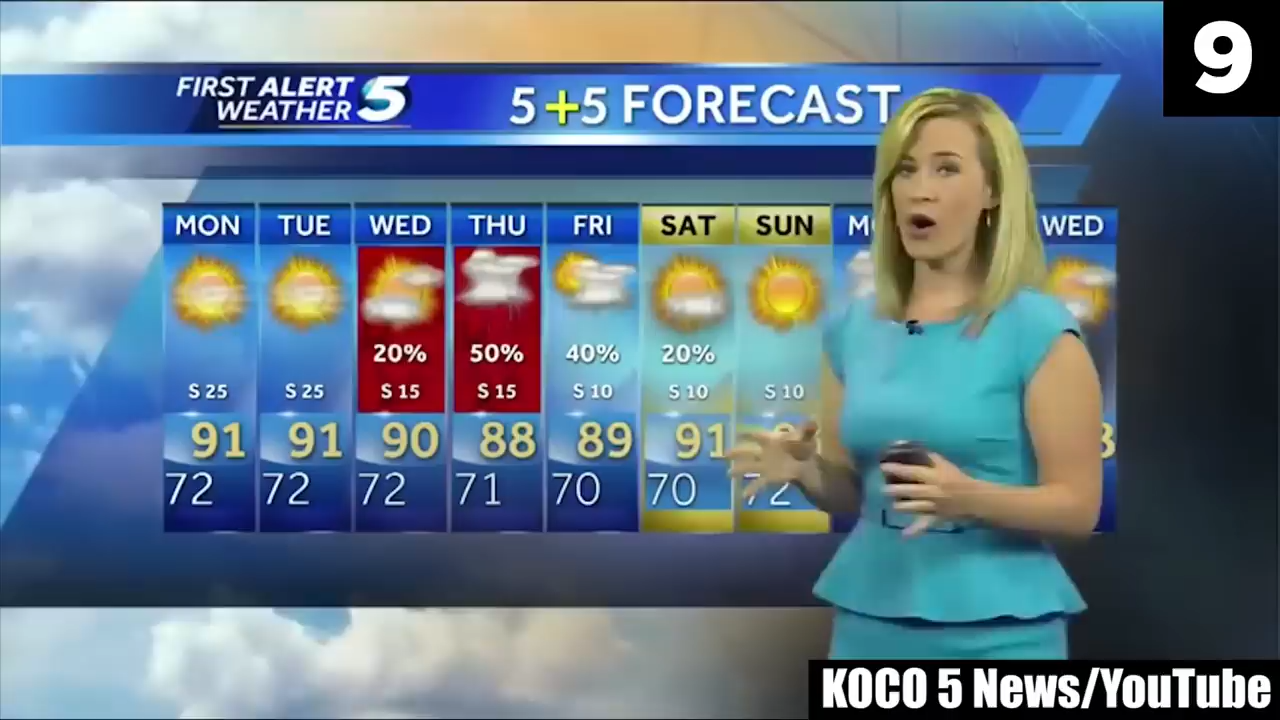 9
FIRST ALERT
WEATHER 5
5+5 FORECAST
MON TUE WED THU FRI SAT SUN WED
20% 50% 40% 20%
S 25 S 25 S 15 S 15 S 10 S 10 S 10
91 91 90 88 89 91
72 72 72 71 70 70 72
KOCO 5 News/YouTube